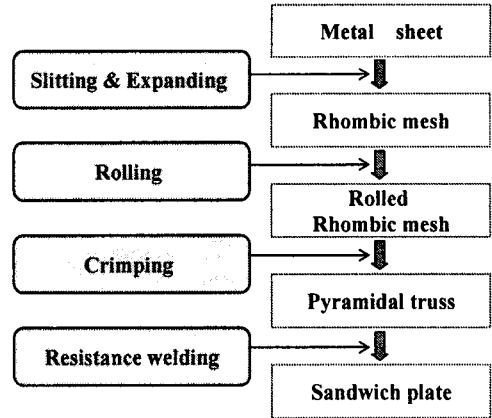 Metal sheet
Slitting & Expanding
Rhombic mesh
Rolling
Rolled
Rhombic mesh
Crimping
Pyramidal truss
Resistance welding
Sandwich plate